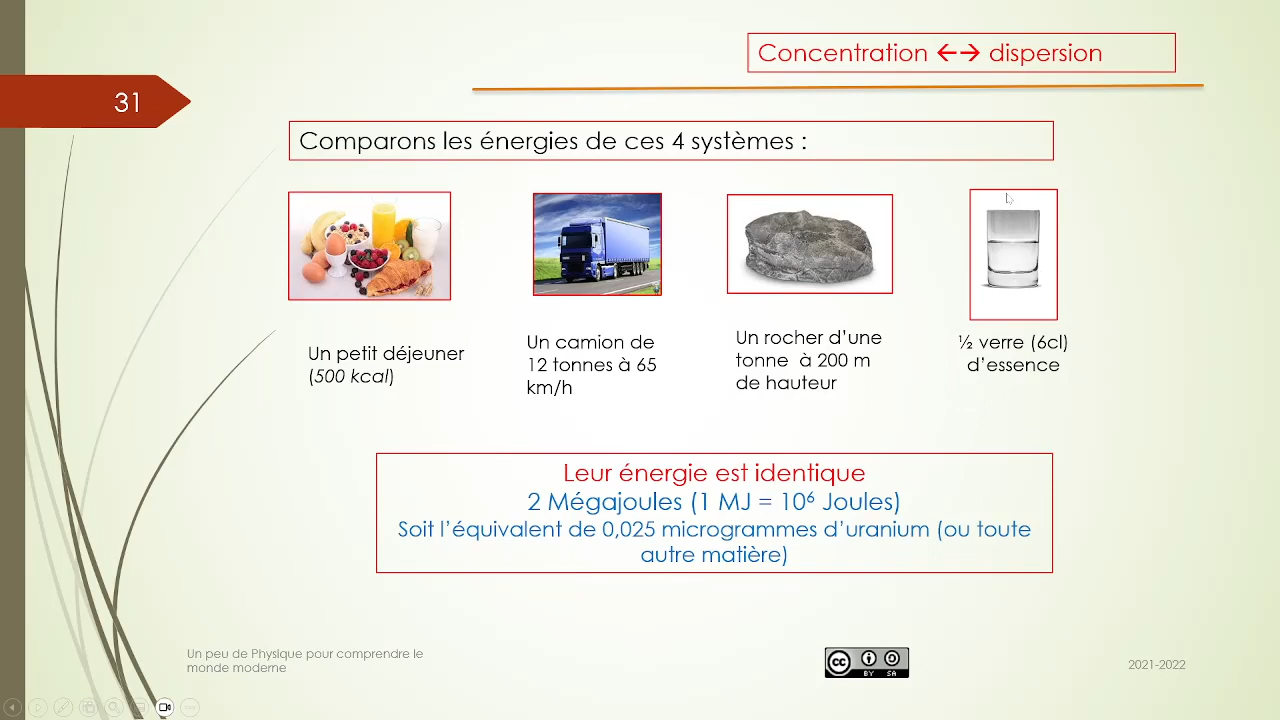 Concentration ←→ dispersion
31
Comparons les énergies de ces 4 systèmes :
Un petit déjeuner
(500 kcal)
Un camion de
12 tonnes à 65
km/h
Un rocher d'une
tonne à 200 m
de hauteur
½ verre (6cl)
d'essence
Leur énergie est identique
2 Mégajoules (1 MJ = 10⁶ Joules)
Soit l'équivalent de 0,025 microgrammes d'uranium (ou toute
autre matière)
Un peu de Physique pour comprendre le
monde moderne
cc
BY SA
2021-2022